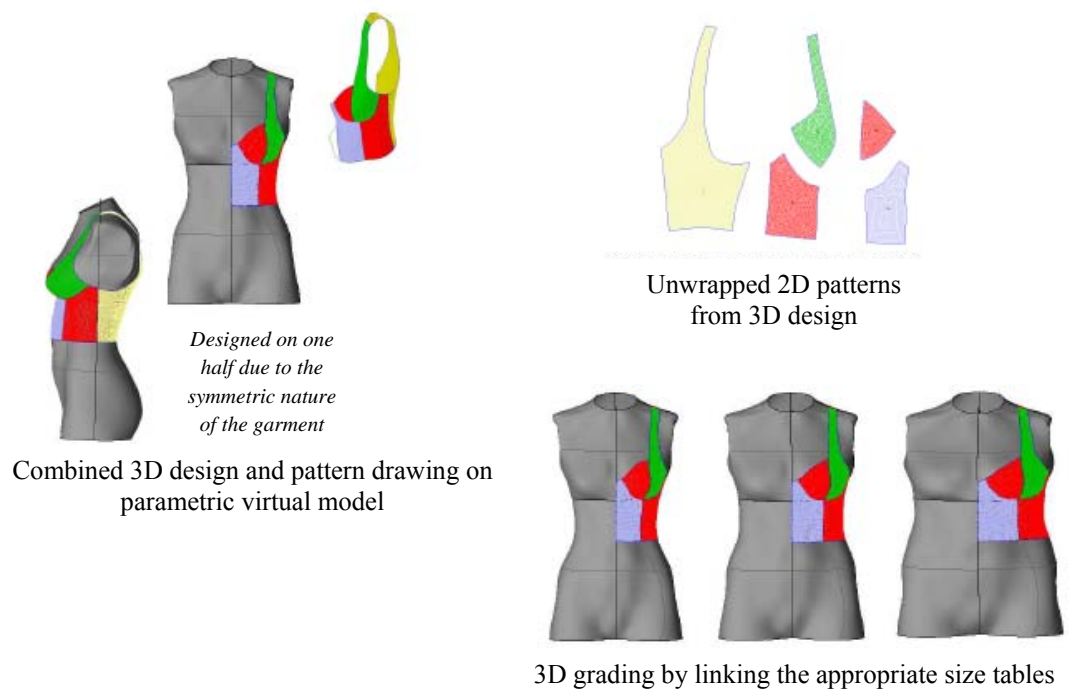 Designed on one
half due to the
symmetric nature
of the garment
Combined 3D design and pattern drawing on
parametric virtual model
Unwrapped 2D patterns
from 3D design
3D grading by linking the appropriate size tables